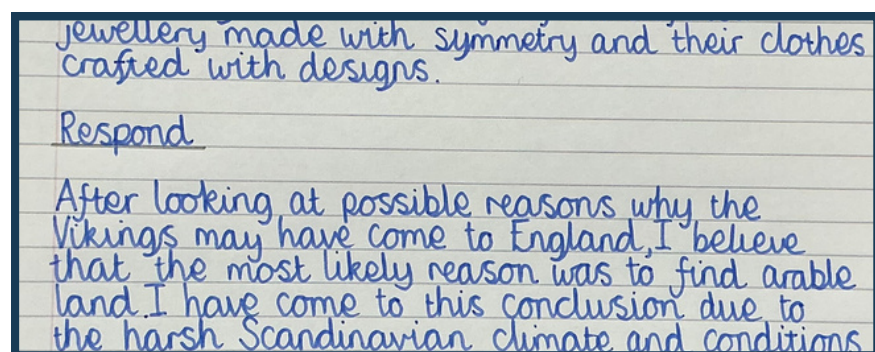 jewellery made with symmetry and their clothes
crafted with designs.
Respond
After looking at possible reasons why the
Vikings may have come to England, I believe
that the most likely reason was to find arable
land. I have come to this conclusion due to
the harsh Scandinavian climate and conditions